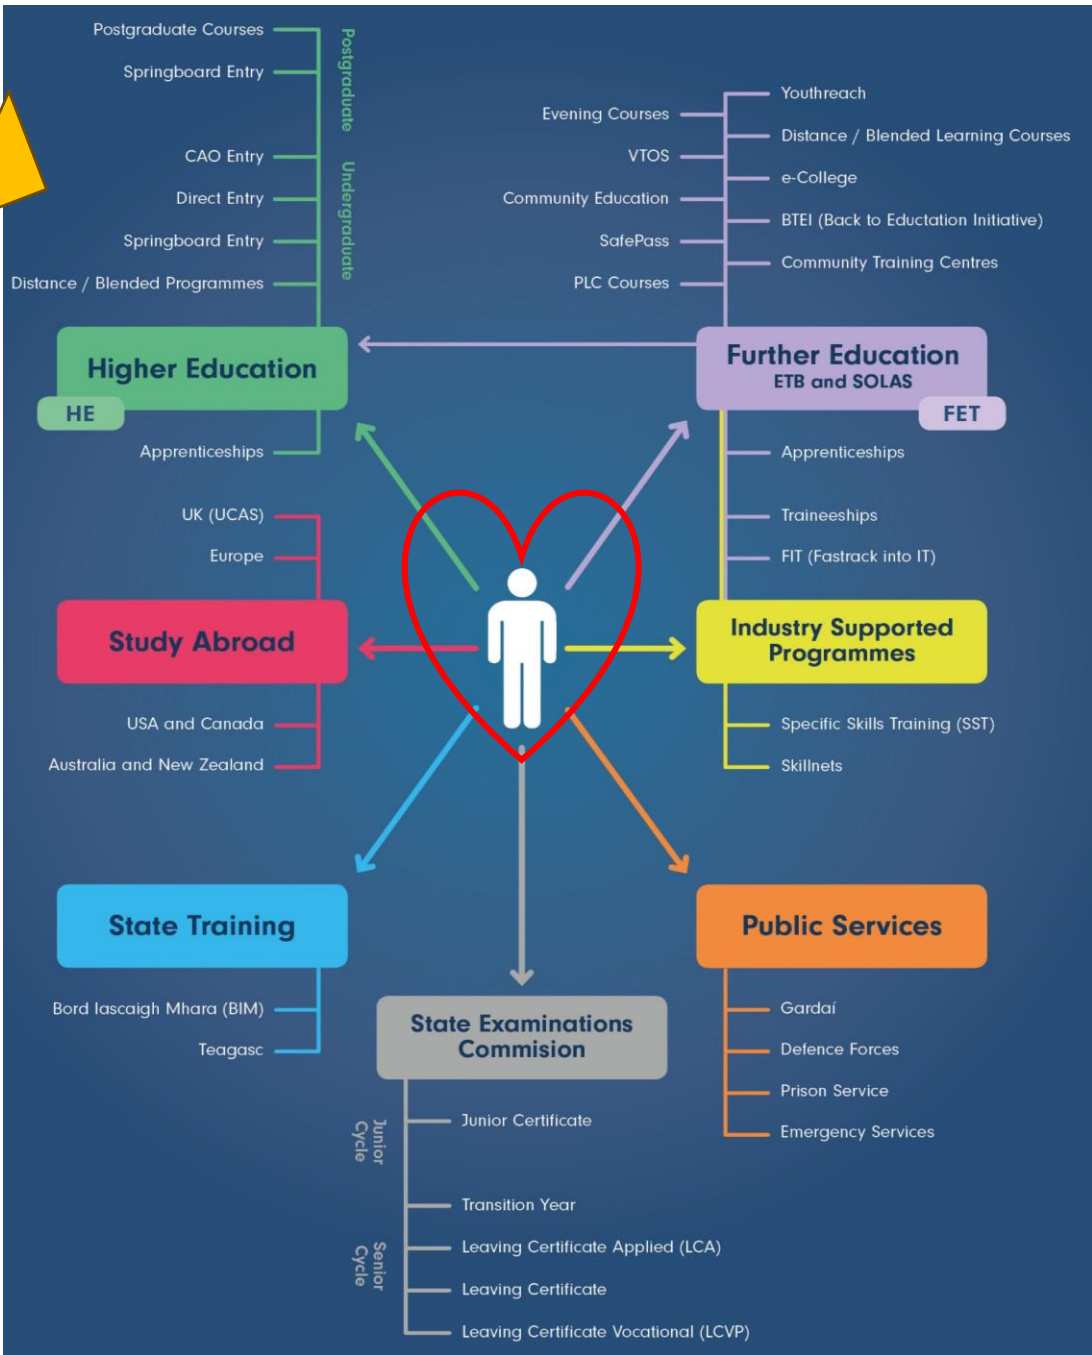 Postgraduate Courses
Springboard Entry
Postgraduate
CAO Entry
Direct Entry
Springboard Entry
Distance / Blended Programmes
Undergraduate
Higher Education
HE
Apprenticeships
Evening Courses
VTOS
Community Education
SafePass
PLC Courses
Youthreach
Distance / Blended Learning Courses
e-College
BTEI (Back to Eductation Initiative)
Community Training Centres
Further Education
ETB and SOLAS
FET
Apprenticeships
Traineeships
FIT (Fastrack into IT)
UK (UCAS)
Europe
Study Abroad
USA and Canada
Australia and New Zealand
Industry Supported
Programmes
Specific Skills Training (SST)
Skillnets
State Training
Bord Iascaigh Mhara (BIM)
Teagasc
Public Services
Gardaí
Defence Forces
Prison Service
Emergency Services
State Examinations
Commision
Junior
Cycle
Junior Certificate
Senior
Cycle
Transition Year
Leaving Certificate Applied (LCA)
Leaving Certificate
Leaving Certificate Vocational (LCVP)